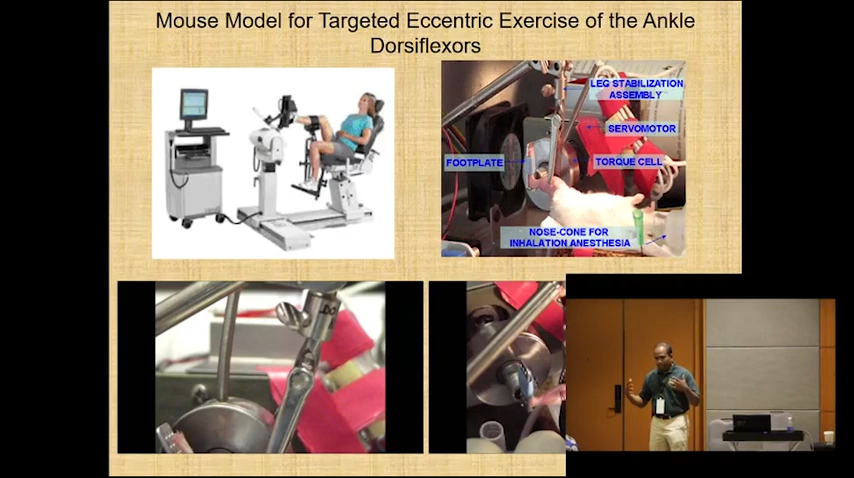 Mouse Model for Targeted Eccentric Exercise of the Ankle
Dorsiflexors
LEG STABILIZATION
ASSEMBLY
SERVOMOTOR
FOOTPLATE
TORQUE CELL
NOSE-CONE FOR
INHALATION ANESTHESIA